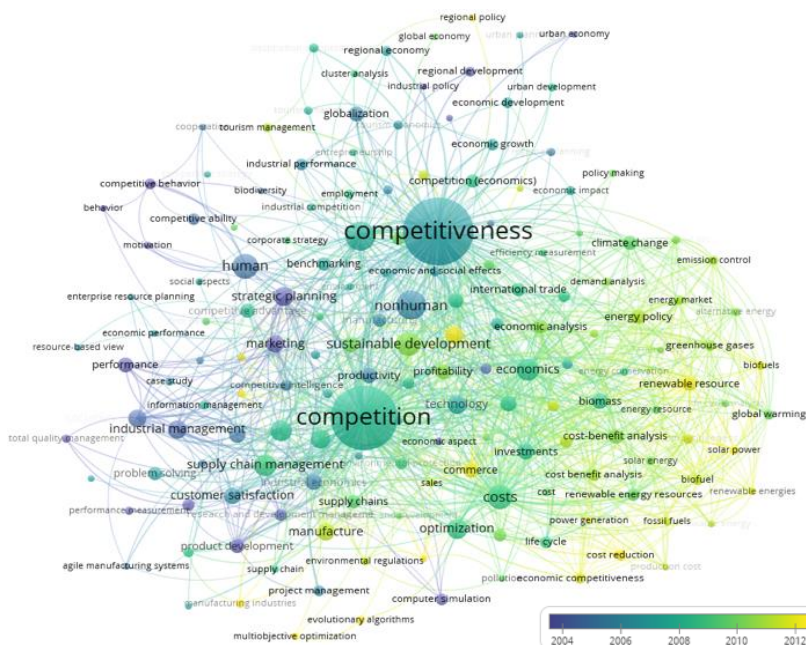 regional policy
global economy
urban economy
regional economy
cluster analysis
regional development
industrial policy
urban development
economic development
globalization
cooperation
tourism management
economic growth
entrepreneurship
industrial performance
policy making
competitive behavior
biodiversity
employment
competition (economics)
economic impact
behavior
competitive ability
industrial competition
competitiveness
motivation
corporate strategy
efficiency measurement
climate change
human
benchmarking
economic and social effects
emission control
social aspects
international trade
demand analysis
enterprise resource planning
strategic planning
nonhuman
energy market
competitive advantage
energy policy
alternative energy
economic performance
economic analysis
resource-based view
marketing
sustainable development
greenhouse gases
performance
productivity
profitability
economics
energy conservation
biofuels
case study
competitive intelligence
renewable resource
information management
technology
biomass
energy resource
global warming
competition
industrial management
cost-benefit analysis
total quality management
economic aspect
solar power
investments
supply chain management
commerce
solar energy
problem solving
sales
cost benefit analysis
biofuel
industrial economics
customer satisfaction
costs
cost
renewable energy resources
renewable energies
supply chains
performance measurement
research and development management
power generation
fossil fuels
manufacture
optimization
product development
life cycle
environmental regulations
cost reduction
agile manufacturing systems
supply chain
production cost
pollution
economic competitiveness
project management
computer simulation
manufacturing industries
evolutionary algorithms
multiobjective optimization
2004 2006 2008 2010 2012